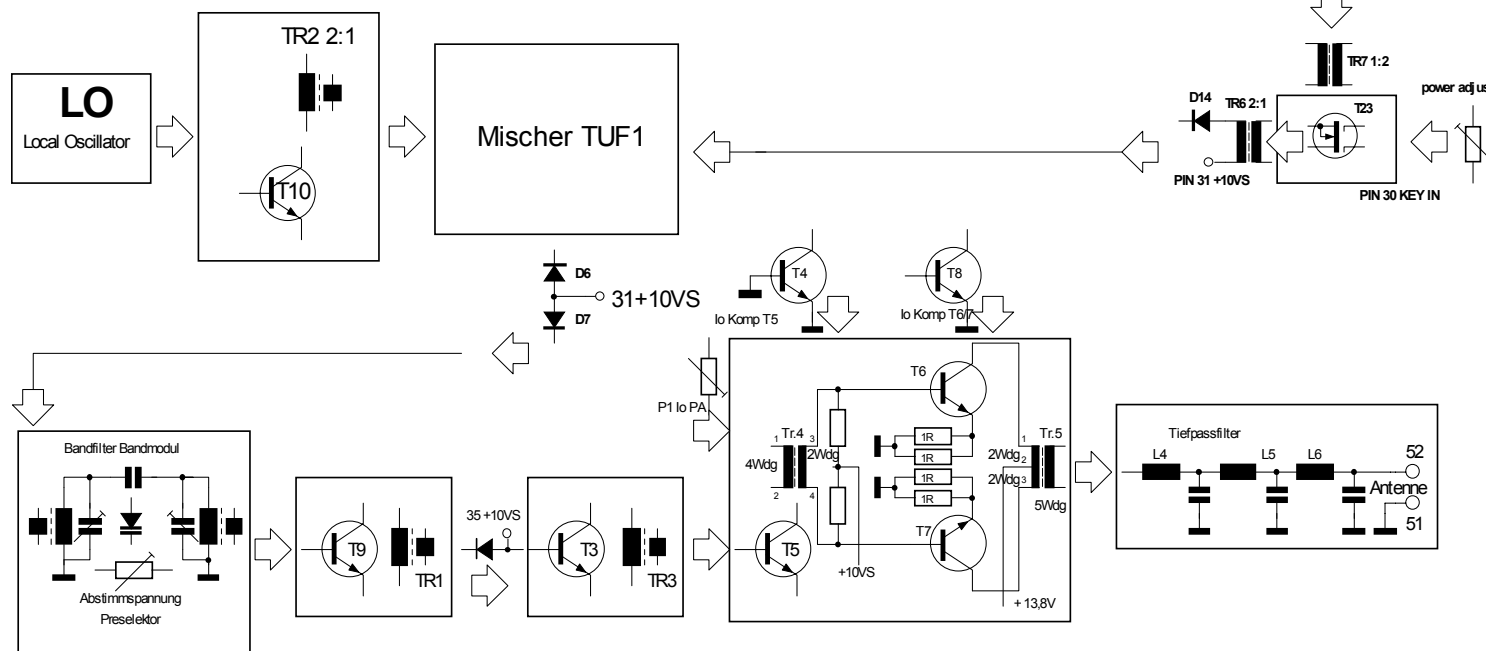 TR2 2:1
LO
Local Oscillator
T10
Mischer TUF1
TR7 1:2
D14
TR6 2:1
T23
power adjus
PIN 31 +10VS
PIN 30 KEY IN
D6
31+10VS
D7
T4
Io Komp T5
T8
Io Komp T6/7
P1 Io PA
T6
1
Tr.4
3
2Wdg
4Wdg
2
4
1R
1R
1R
1R
1
Tr.5
2Wdg
2
2Wdg
3
5Wdg
T7
T5
+10VS
+ 13,8V
Tiefpassfilter
L4
L5
L6
52
Antenne
51
Bandfilter Bandmodul
Abstimmspannung
Preselektor
T9
TR1
35 +10VS
T3
TR3